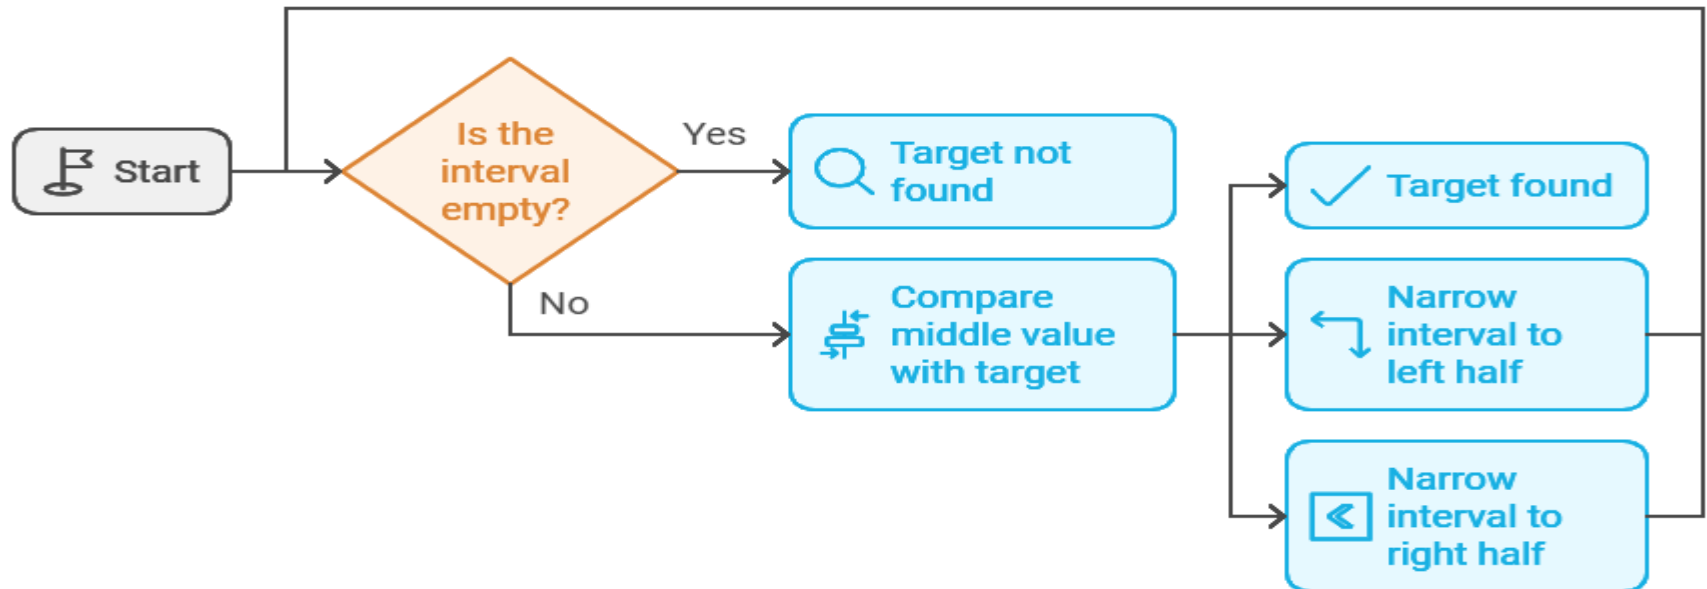 Start
Is the
interval
empty?
Yes
No
Target not
found
Compare
middle value
with target
Target found
Narrow
interval to
left half
Narrow
interval to
right half